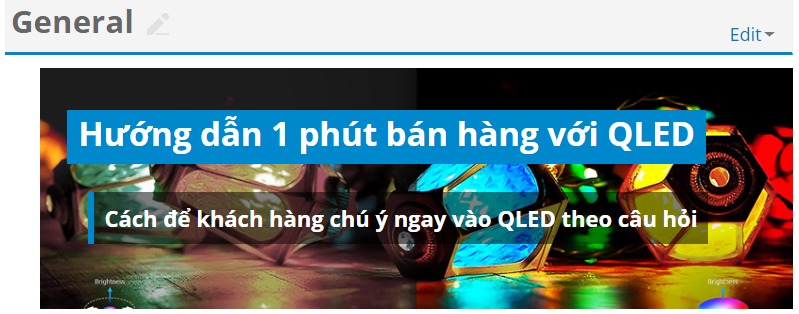 General
Edit
Hướng dẫn 1 phút bán hàng với QLED
Cách để khách hàng chú ý ngay vào QLED theo câu hỏi
Brightness
Brightness